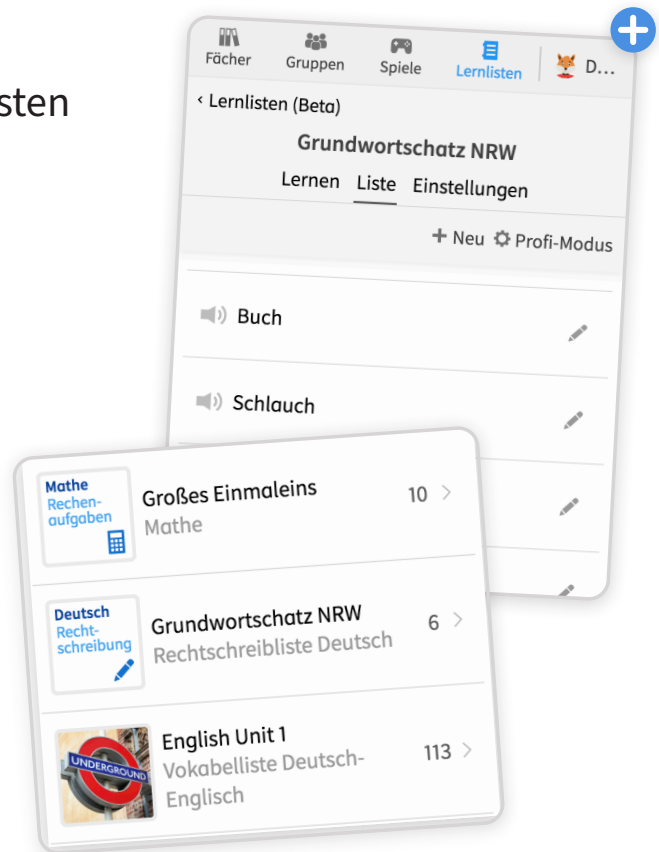 sten
Fächer Gruppen Spiele Lernlisten D...
‹ Lernlisten (Beta)
Grundwortschatz NRW
Lernen Liste Einstellungen
+ Neu Profi-Modus
Buch
Schlauch
Mathe
Rechen-
aufgaben
Großes Einmaleins
Mathe
10 >
Deutsch
Recht-
schreibung
Grundwortschatz NRW
Rechtschreibliste Deutsch
6 >
UNDERGROUND
English Unit 1
Vokabelliste Deutsch-
Englisch
113 >